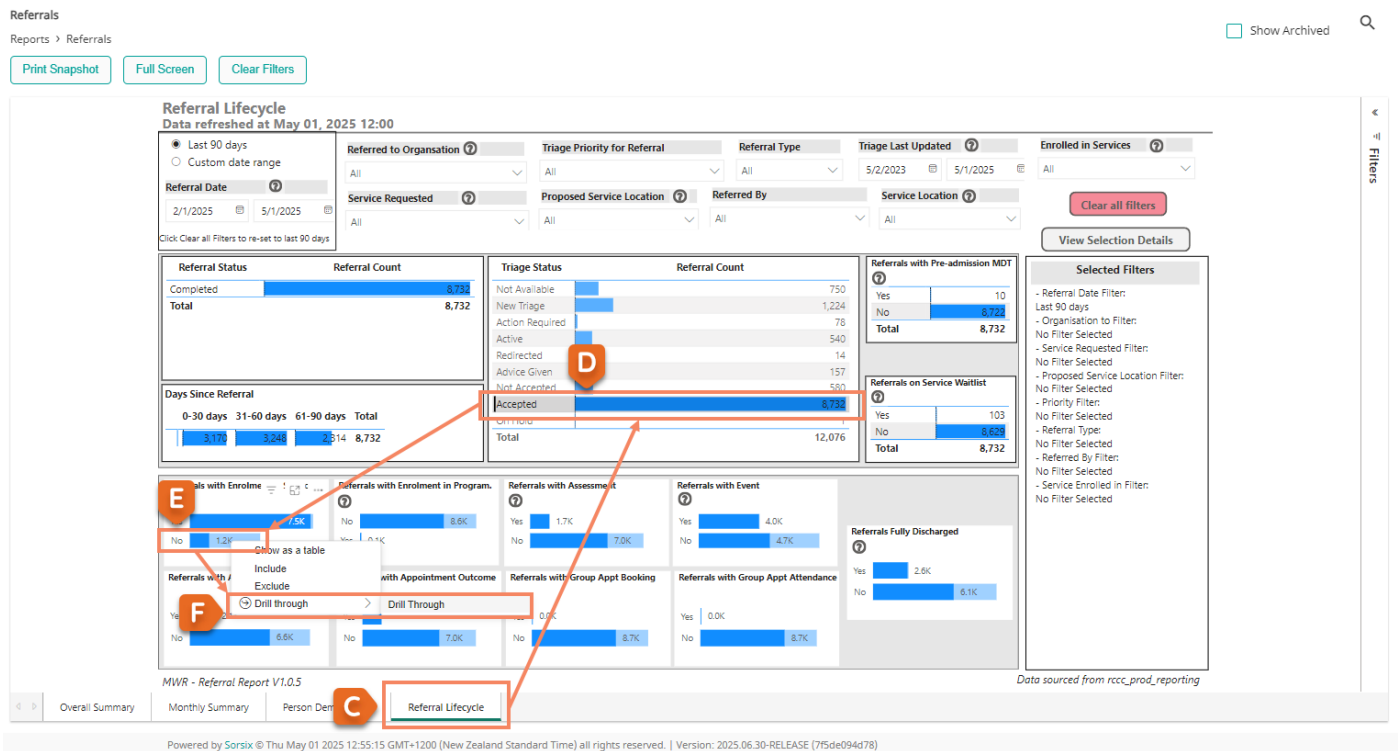 Referrals
Reports > Referrals
Show Archived
Print Snapshot
Full Screen
Clear Filters
Referral Lifecycle
Data refreshed at May 01, 2025 12:00
Last 90 days
Custom date range
Referral Date
2/1/2025
5/1/2025
Click Clear all Filters to re-set to last 90 days
Referred to Organsation
All
Triage Priority for Referral
All
Referral Type
All
Triage Last Updated
5/2/2023
5/1/2025
Enrolled in Services
All
Service Requested
All
Proposed Service Location
All
Referred By
All
Service Location
All
Clear all filters
View Selection Details
Filters
Referral Status Referral Count
Completed 8,732
Total 8,732
Days Since Referral
0-30 days 31-60 days 61-90 days Total
3,170 3,248 2,314 8,732
Triage Status Referral Count
Not Available 750
New Triage 1,224
Action Required 78
Active 540
Redirected 14
Advice Given 157
Not Accepted 580
Accepted 8,732
On Hold 1
Total 12,076
D
Referrals with Pre-admission MDT
Yes 10
No 8,722
Total 8,732
Referrals on Service Waitlist
Yes 103
No 8,629
Total 8,732
Selected Filters
- Referral Date Filter:
Last 90 days
- Organisation to Filter:
No Filter Selected
- Service Requested Filter:
No Filter Selected
- Proposed Service Location Filter:
No Filter Selected
- Priority Filter:
No Filter Selected
- Referral Type:
No Filter Selected
- Referred By Filter:
No Filter Selected
- Service Enrolled in Filter:
No Filter Selected
E
als with Enrolme
7.5K
No 1.2K
Referrals with Enrolment in Program.
No 8.6K
Yes 0.1K
Referrals with Assessment
Yes 1.7K
No 7.0K
Referrals with Event
Yes 4.0K
No 4.7K
Referrals Fully Discharged
Yes 2.6K
No 6.1K
Show as a table
Include
Exclude
Drill through
Drill Through
F
Referrals with
No 6.6K
with Appointment Outcome
No 7.0K
Referrals with Group Appt Booking
0.0K
No 8.7K
Referrals with Group Appt Attendance
Yes 0.0K
No 8.7K
MWR - Referral Report V1.0.5
Data sourced from rccc_prod_reporting
Overall Summary
Monthly Summary
Person Dem
C
Referral Lifecycle
Powered by Sorsix © Thu May 01 2025 12:55:15 GMT+1200 (New Zealand Standard Time) all rights reserved. | Version: 2025.06.30-RELEASE (7f5de094d78)